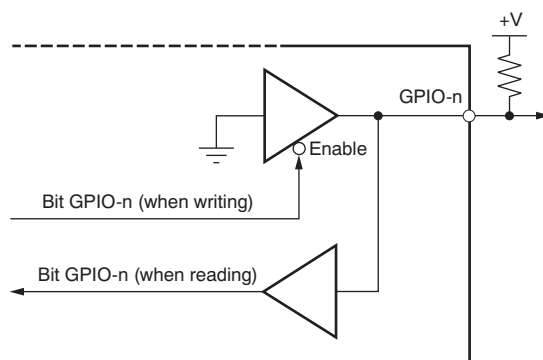 +V
GPIO-n
Enable
Bit GPIO-n (when writing)
Bit GPIO-n (when reading)